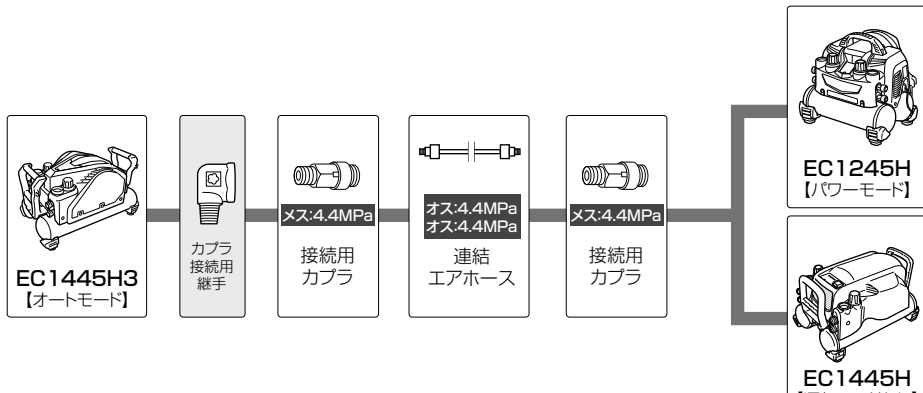 EC1445H3
【オートモード】
カプラ
接続用
継手
メス:4.4MPa
接続用
カプラ
オス:4.4MPa
オス:4.4MPa
連結
エアホース
メス:4.4MPa
接続用
カプラ
EC1245H
【パワーモード】
EC1445H